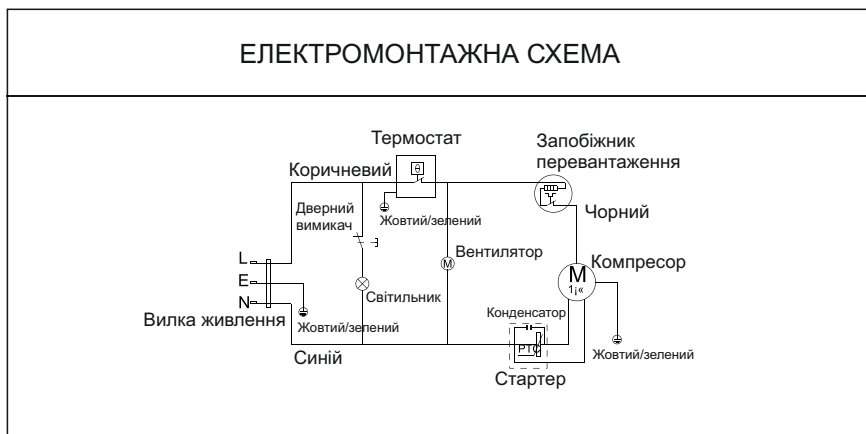 ЕЛЕКТРОМОНТАЖНА СХЕМА
Термостат
Запобіжник
перевантаження
Коричневий
θ
Чорний
Дверний
вимикач
Жовтий/зелений
Вентилятор
M
Компресор
M
1¡«
L
E
N
Світильник
Вилка живлення
Жовтий/зелений
Конденсатор
PTC
Жовтий/зелений
Синій
Стартер